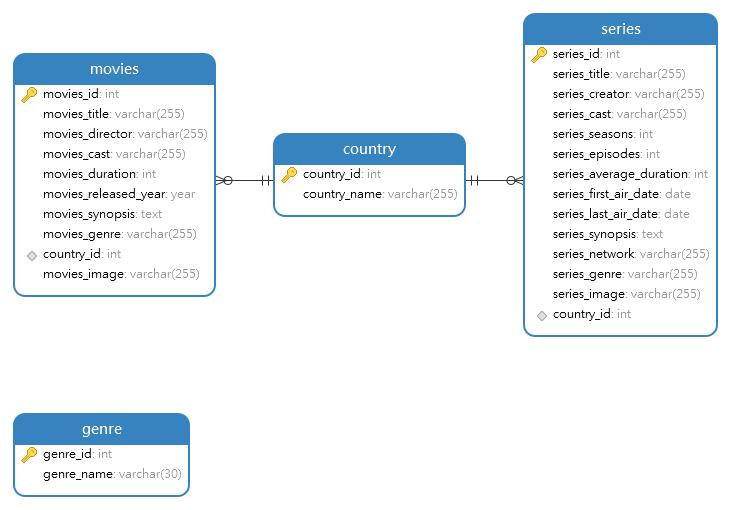 movies
movies_id: int
movies_title: varchar(255)
movies_director: varchar(255)
movies_cast: varchar(255)
movies_duration: int
movies_released_year: year
movies_synopsis: text
movies_genre: varchar(255)
country_id: int
movies_image: varchar(255)
country
country_id: int
country_name: varchar(255)
series
series_id: int
series_title: varchar(255)
series_creator: varchar(255)
series_cast: varchar(255)
series_seasons: int
series_episodes: int
series_average_duration: int
series_first_air_date: date
series_last_air_date: date
series_synopsis: text
series_network: varchar(255)
series_genre: varchar(255)
series_image: varchar(255)
country_id: int
genre
genre_id: int
genre_name: varchar(30)